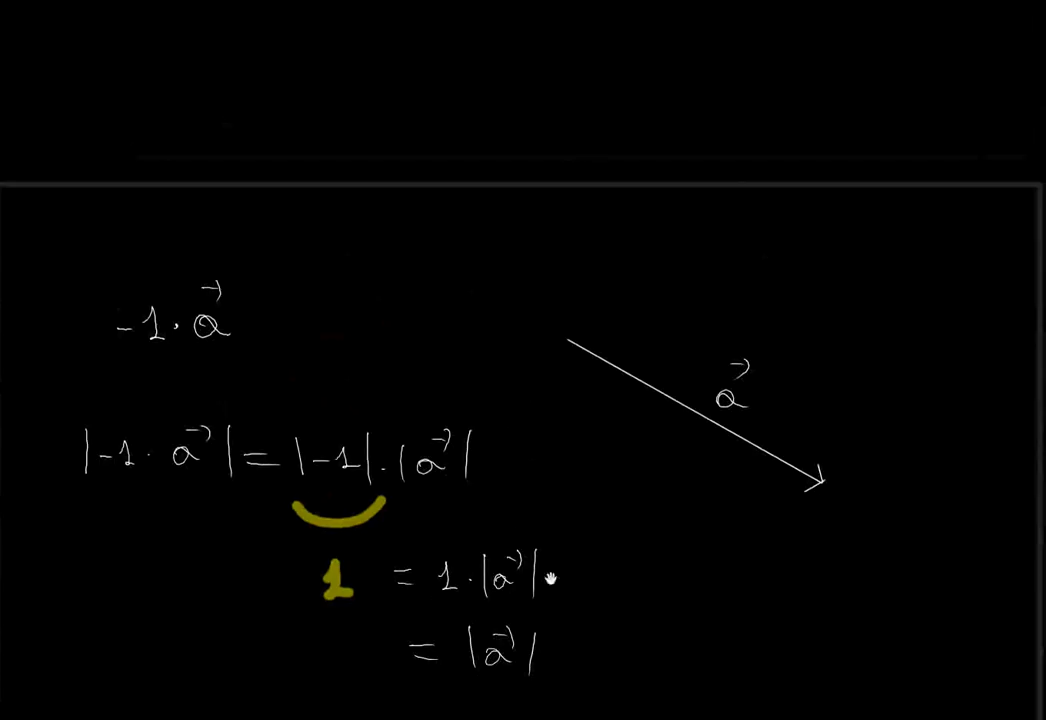 -1 · a⃗
a⃗
|-1 · a⃗| = |-1| · |a⃗|
1 = 1 · |a⃗|
= |a⃗|